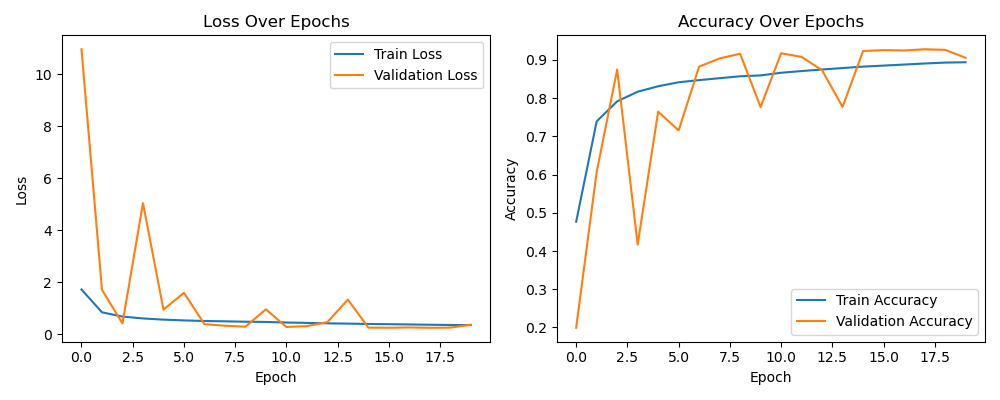 Loss Over Epochs
Train Loss
Validation Loss
10
8
6
4
2
0
Loss
0.0 2.5 5.0 7.5 10.0 12.5 15.0 17.5
Epoch
Accuracy Over Epochs
0.9
0.8
0.7
0.6
0.5
0.4
0.3
0.2
Accuracy
Train Accuracy
Validation Accuracy
0.0 2.5 5.0 7.5 10.0 12.5 15.0 17.5
Epoch